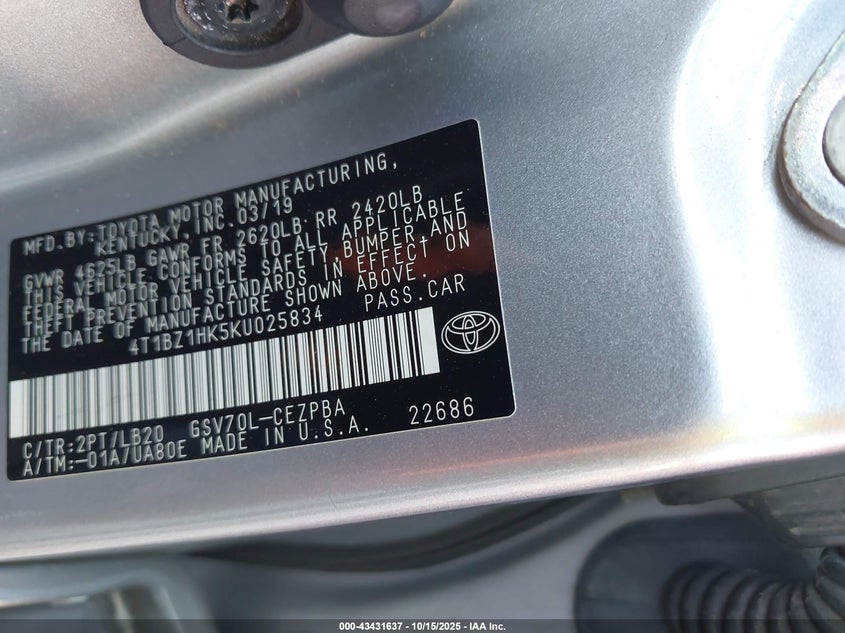 MFD.BY:TOYOTA MOTOR MANUFACTURING,
KENTUCKY, INC. 03/19
GVWR 4625LB GAWR FR 2620LB RR 2420LB
THIS VEHICLE CONFORMS TO ALL APPLICABLE
FEDERAL MOTOR VEHICLE SAFETY, BUMPER, AND
THEFT PREVENTION STANDARDS IN EFFECT ON
THE DATE OF MANUFACTURE SHOWN ABOVE.
4T1BZ1HK5KU025834 PASS.CAR
C/TR:2PT/LB20 GSV70L-CEZPBA 22686
A/TM:-01A/UA80E MADE IN U.S.A.
000-43431637 - 10/15/2025 - IAA Inc.